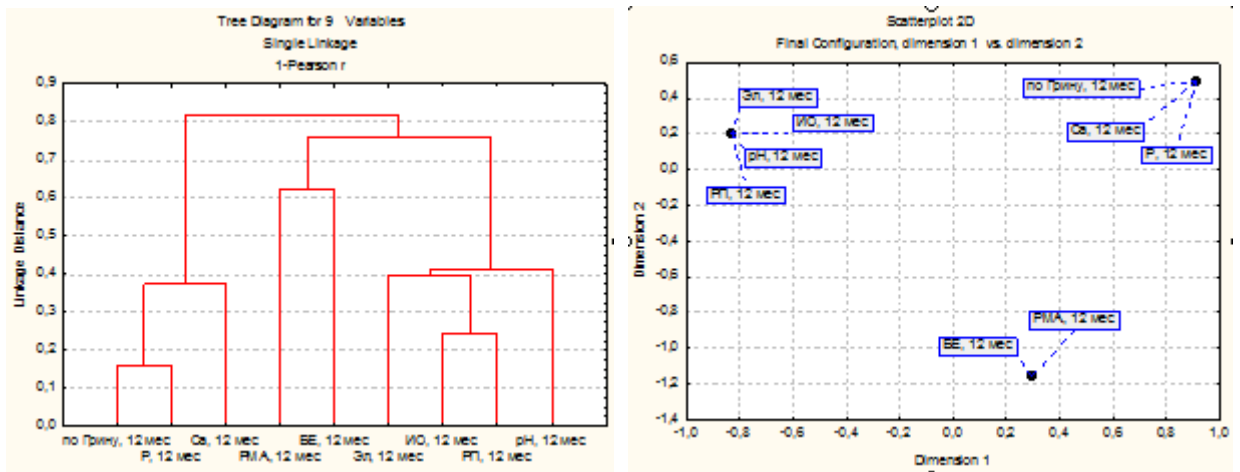 Tree Diagram for 9 Variables
Single Linkage
1-Pearson r
Linkage Distance
0,9
0,8
0,7
0,6
0,5
0,4
0,3
0,2
0,1
0,0
по Грину, 12 мес
Ca, 12 мес
БЕ, 12 мес
ИО, 12 мес
pH, 12 мес
Р, 12 мес
РМА, 12 мес
Эл, 12 мес
РП, 12 мес
Scatterplot 2D
Final Configuration, dimension 1 vs. dimension 2
Dimension 2
0,6
0,4
0,2
0,0
-0,2
-0,4
-0,6
-0,8
-1,0
-1,2
-1,4
Эл, 12 мес
ИО, 12 мес
pH, 12 мес
РП, 12 мес
по Грину, 12 мес
Ca, 12 мес
Р, 12 мес
РМА, 12 мес
БЕ, 12 мес
-1,0 -0,8 -0,6 -0,4 -0,2 0,0 0,2 0,4 0,6 0,8 1,0
Dimension 1